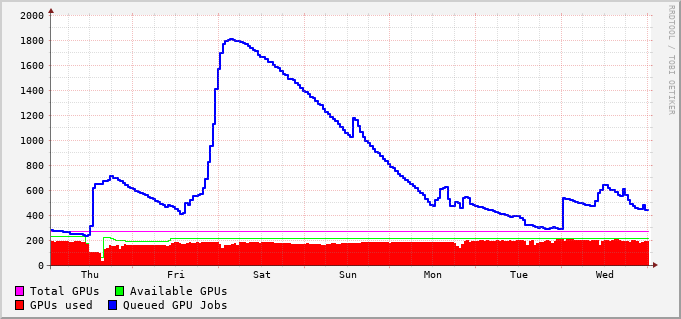 2000
1800
1600
1400
1200
1000
800
600
400
200
0
Thu Fri Sat Sun Mon Tue Wed
Total GPUs Available GPUs
GPUs used Queued GPU Jobs
RRDTOOL / TOBI OETIKER